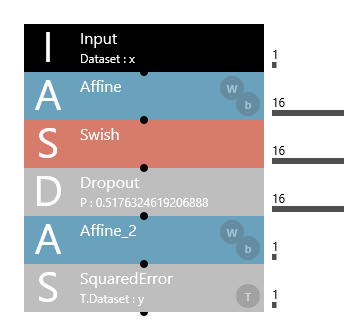 I Input 1
Dataset : x
A Affine W b 16
S Swish 16
D Dropout 16
P : 0.5176324619206888
A Affine_2 W b 1
S SquaredError 1
T.Dataset : y T